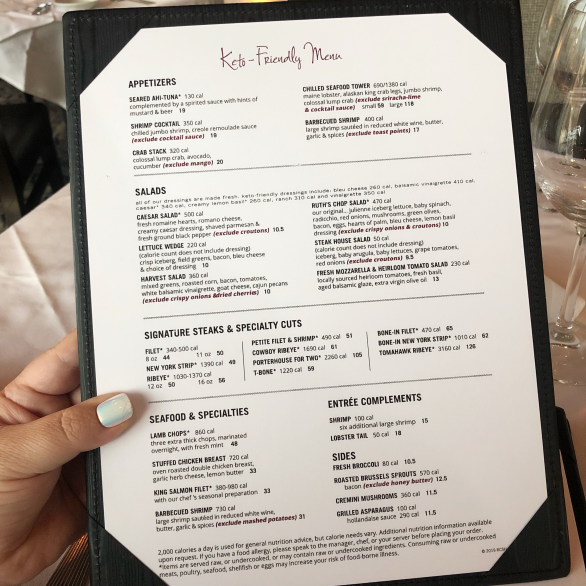 Keto-Friendly Menu
APPETIZERS
SEARED AHI-TUNA* 130 cal
complemented by a spirited sauce with hints of
mustard & beer 19
SHRIMP COCKTAIL 350 cal
chilled jumbo shrimp, creole remoulade sauce
(exclude cocktail sauce) 19
CRAB STACK 320 cal
colossal lump crab, avocado,
cucumber (exclude mango) 20
CHILLED SEAFOOD TOWER 690/1380 cal
maine lobster, alaskan king crab legs, jumbo shrimp,
colossal lump crab (exclude sriracha-lime
& cocktail sauce) small 59 large 118
BARBECUED SHRIMP 400 cal
large shrimp sautéed in reduced white wine, butter,
garlic & spices (exclude toast points) 17
SALADS
all of our dressings are made fresh. keto-friendly dressings include: bleu cheese 260 cal, balsamic vinaigrette 410 cal,
caesar* 340 cal, creamy lemon basil* 260 cal, ranch 310 cal and vinaigrette 350 cal
CAESAR SALAD* 500 cal
fresh romaine hearts, romano cheese,
creamy caesar dressing, shaved parmesan &
fresh ground black pepper (exclude croutons) 10.5
LETTUCE WEDGE 220 cal
(calorie count does not include dressing)
crisp iceberg, field greens, bacon, bleu cheese
& choice of dressing 10
HARVEST SALAD 360 cal
mixed greens, roasted corn, bacon, tomatoes,
white balsamic vinaigrette, goat cheese, cajun pecans
(exclude crispy onions &dried cherries) 10
RUTH'S CHOP SALAD* 470 cal
our original... julienne iceberg lettuce, baby spinach,
radicchio, red onions, mushrooms, green olives,
bacon, eggs, hearts of palm, bleu cheese, lemon basil
dressing (exclude crispy onions & croutons) 10
STEAK HOUSE SALAD 50 cal
(calorie count does not include dressing)
iceberg, baby arugula, baby lettuces, grape tomatoes,
red onions (exclude croutons) 9.5
FRESH MOZZARELLA & HEIRLOOM TOMATO SALAD 230 cal
locally sourced heirloom tomatoes, fresh basil,
aged balsamic glaze, extra virgin olive oil 13
SIGNATURE STEAKS & SPECIALTY CUTS
FILET* 340-500 cal
8 oz 44 11 oz 50
NEW YORK STRIP* 1390 cal 49
RIBEYE* 1030-1370 cal
12 oz 50 16 oz 56
PETITE FILET & SHRIMP* 490 cal 51
COWBOY RIBEYE* 1690 cal 61
PORTERHOUSE FOR TWO* 2260 cal 105
T-BONE* 1220 cal 59
BONE-IN FILET* 470 cal 65
BONE-IN NEW YORK STRIP* 1010 cal 62
TOMAHAWK RIBEYE* 3160 cal 126
SEAFOOD & SPECIALTIES
LAMB CHOPS* 860 cal
three extra thick chops, marinated
overnight, with fresh mint 48
STUFFED CHICKEN BREAST 720 cal
oven roasted double chicken breast,
garlic herb cheese, lemon butter 33
KING SALMON FILET* 380-980 cal
with our chef 's seasonal preparation 33
BARBECUED SHRIMP 730 cal
large shrimp sautéed in reduced white wine,
butter, garlic & spices (exclude mashed potatoes) 31
ENTRÉE COMPLEMENTS
SHRIMP 100 cal
six additional large shrimp 15
LOBSTER TAIL 50 cal 18
SIDES
FRESH BROCCOLI 80 cal 10.5
ROASTED BRUSSELS SPROUTS 570 cal
bacon (exclude honey butter) 12.5
CREMINI MUSHROOMS 360 cal 11.5
GRILLED ASPARAGUS 100 cal
hollandaise sauce 290 cal 11.5
2,000 calories a day is used for general nutrition advice, but calorie needs vary. Additional nutrition information available
upon request. If you have a food allergy, please speak to the manager, chef, or your server before placing your order.
*items are served raw, or undercooked, or may contain raw or undercooked ingredients. Consuming raw or undercooked
meats, poultry, seafood, shellfish or eggs may increase your risk of food-borne illness.